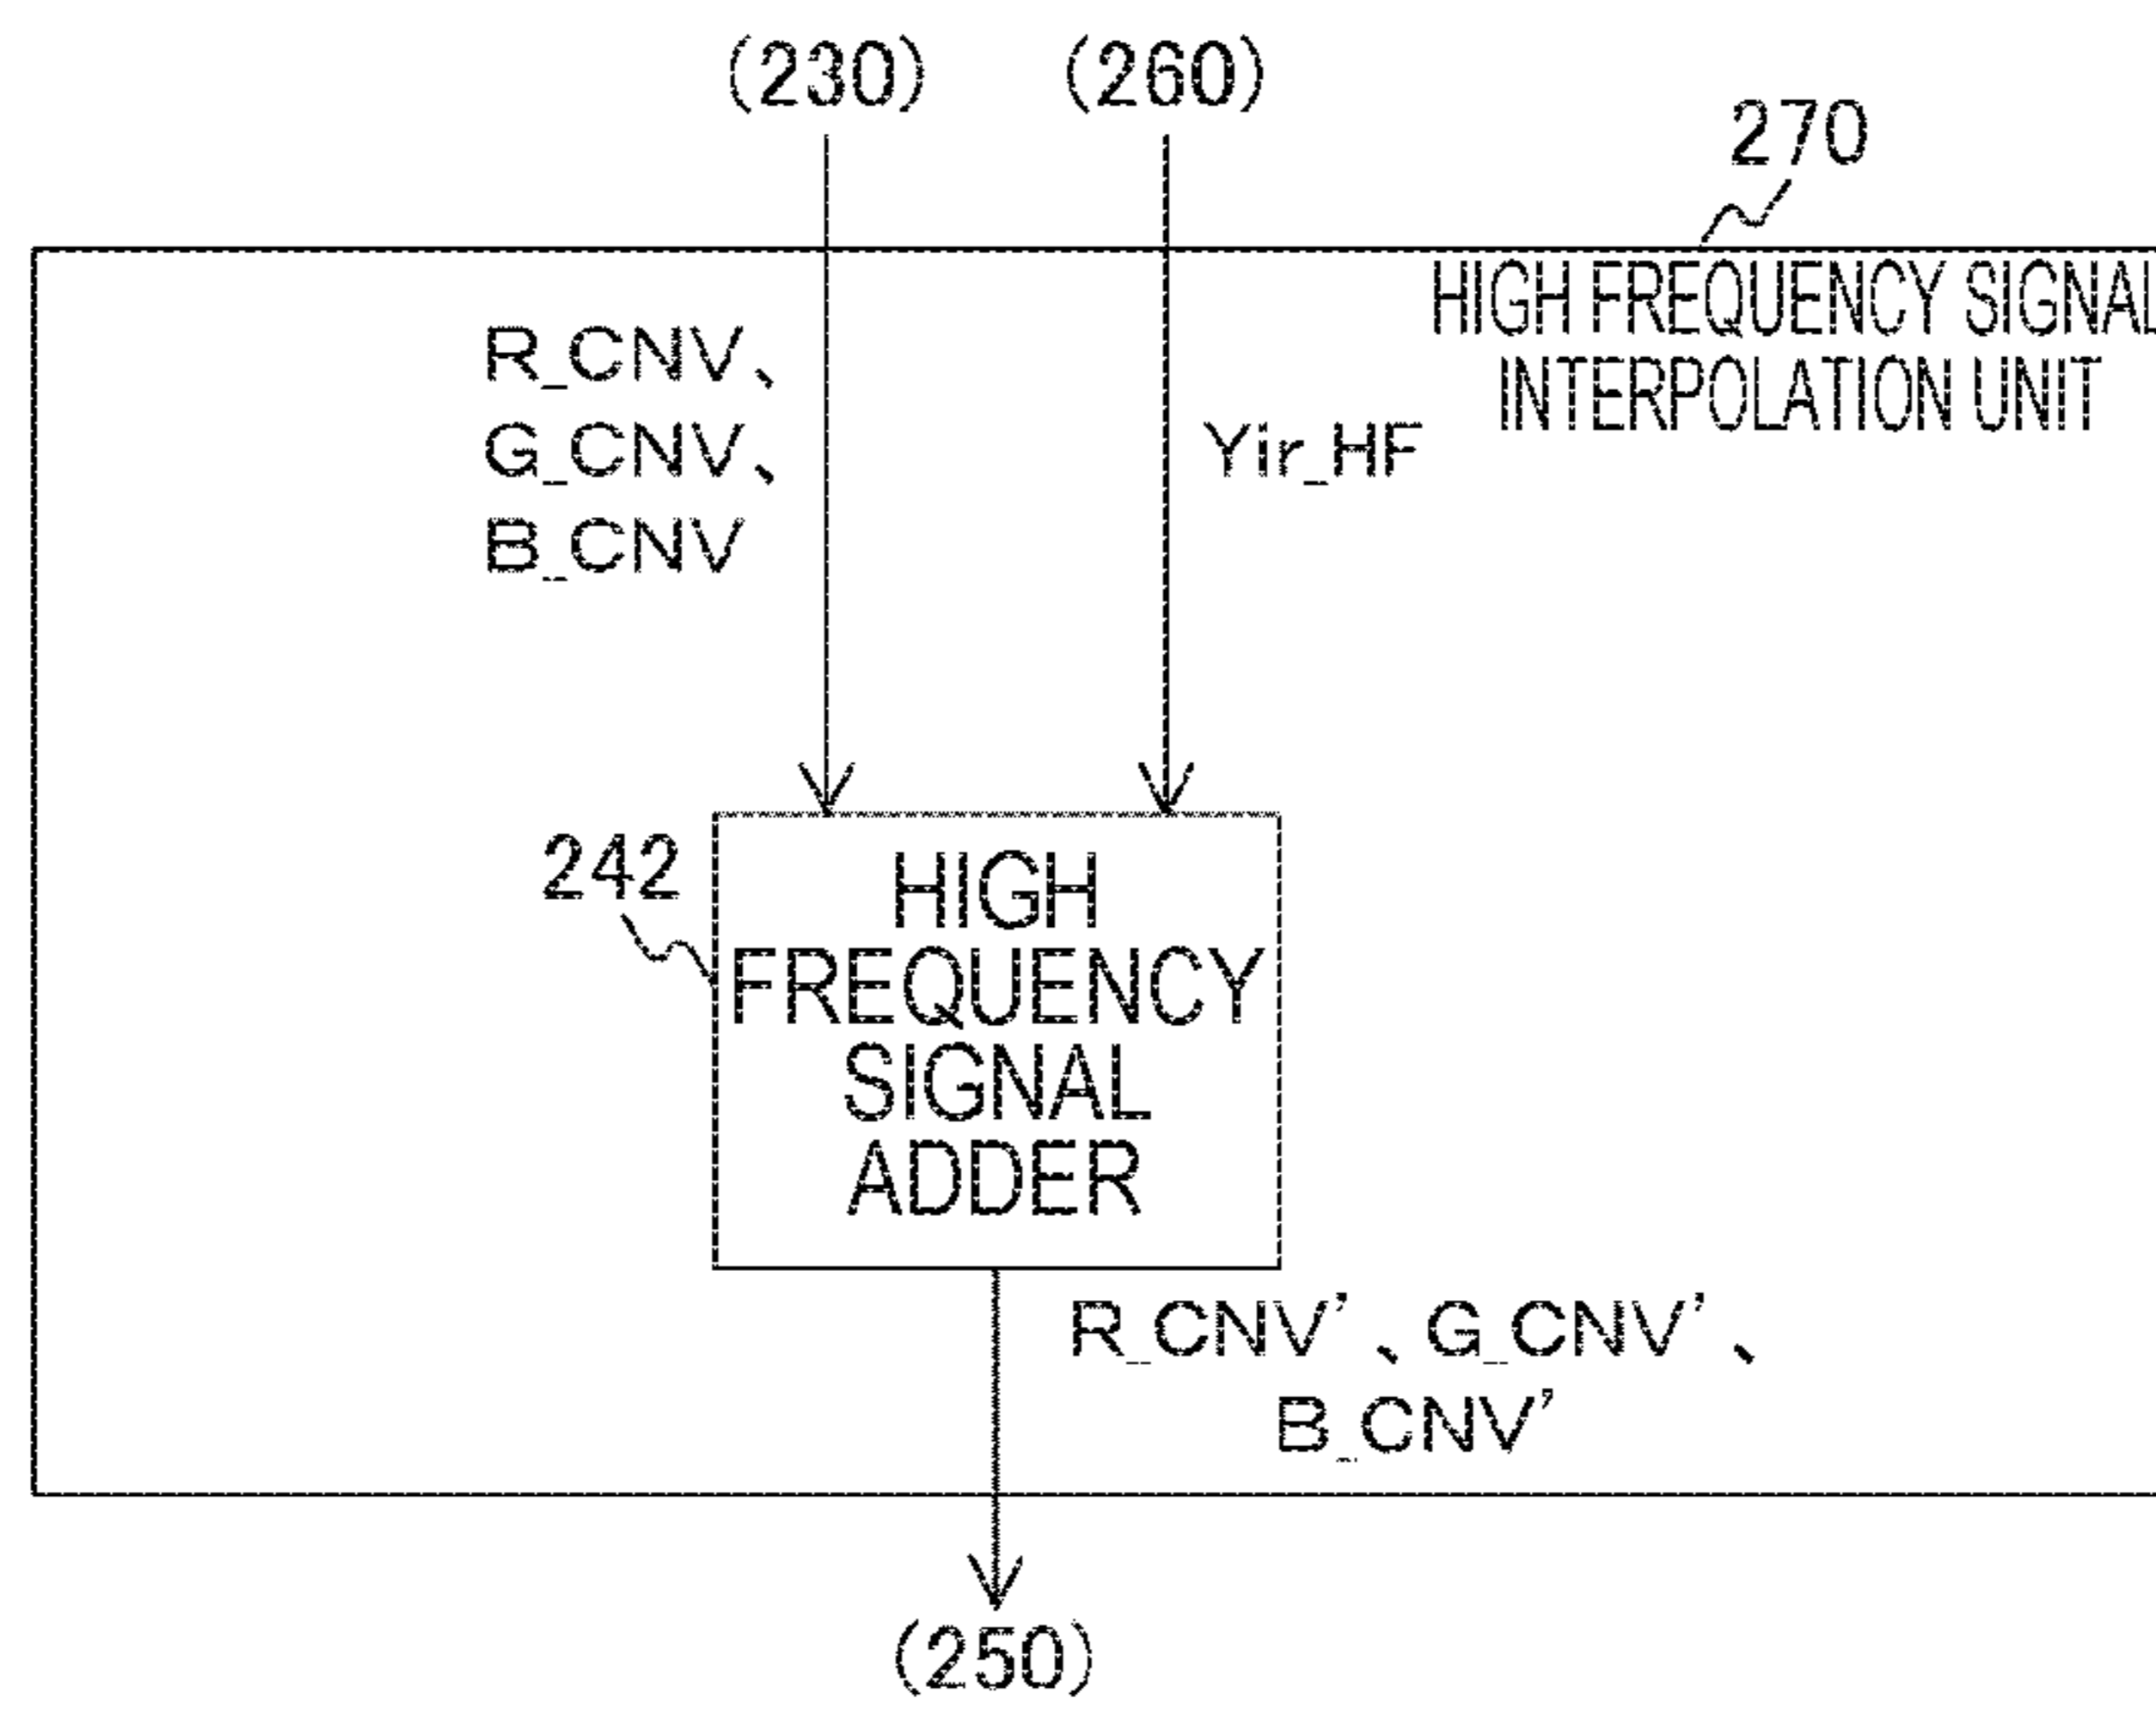 (230) (260)
270
HIGH FREQUENCY SIGNAL
INTERPOLATION UNIT
R_CNV、
G_CNV、
B_CNV
Yir_HF
242
HIGH
FREQUENCY
SIGNAL
ADDER
R_CNV’、G_CNV’、
B_CNV’
(250)